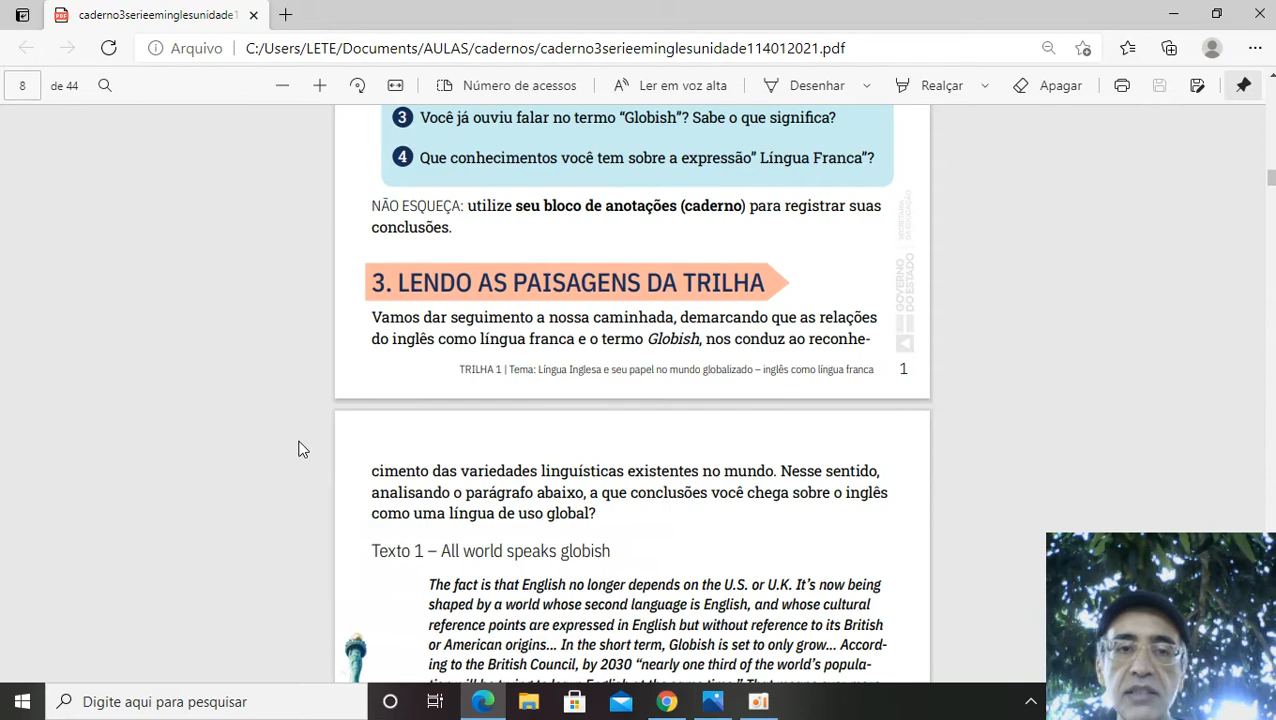 caderno3serieeminglesunidade1
Arquivo C:/Users/LETE/Documents/AULAS/cadernos/caderno3serieeminglesunidade114012021.pdf
8 de 44 Número de acessos Ler em voz alta Desenhar Realçar Apagar
3 Você já ouviu falar no termo “Globish”? Sabe o que significa?
4 Que conhecimentos você tem sobre a expressão” Língua Franca”?
NÃO ESQUEÇA: utilize seu bloco de anotações (caderno) para registrar suas
conclusões.
SECRETARIA
DA EDUCAÇÃO
GOVERNO
DO ESTADO
3. LENDO AS PAISAGENS DA TRILHA
Vamos dar seguimento a nossa caminhada, demarcando que as relações
do inglês como língua franca e o termo Globish, nos conduz ao reconhe-
TRILHA 1 | Tema: Língua Inglesa e seu papel no mundo globalizado – inglês como língua franca 1
cimento das variedades linguísticas existentes no mundo. Nesse sentido,
analisando o parágrafo abaixo, a que conclusões você chega sobre o inglês
como uma língua de uso global?
Texto 1 – All world speaks globish
The fact is that English no longer depends on the U.S. or U.K. It’s now being
shaped by a world whose second language is English, and whose cultural
reference points are expressed in English but without reference to its British
or American origins... In the short term, Globish is set to only grow... Accord-
ing to the British Council, by 2030 “nearly one third of the world’s popula-
Digite aqui para pesquisar